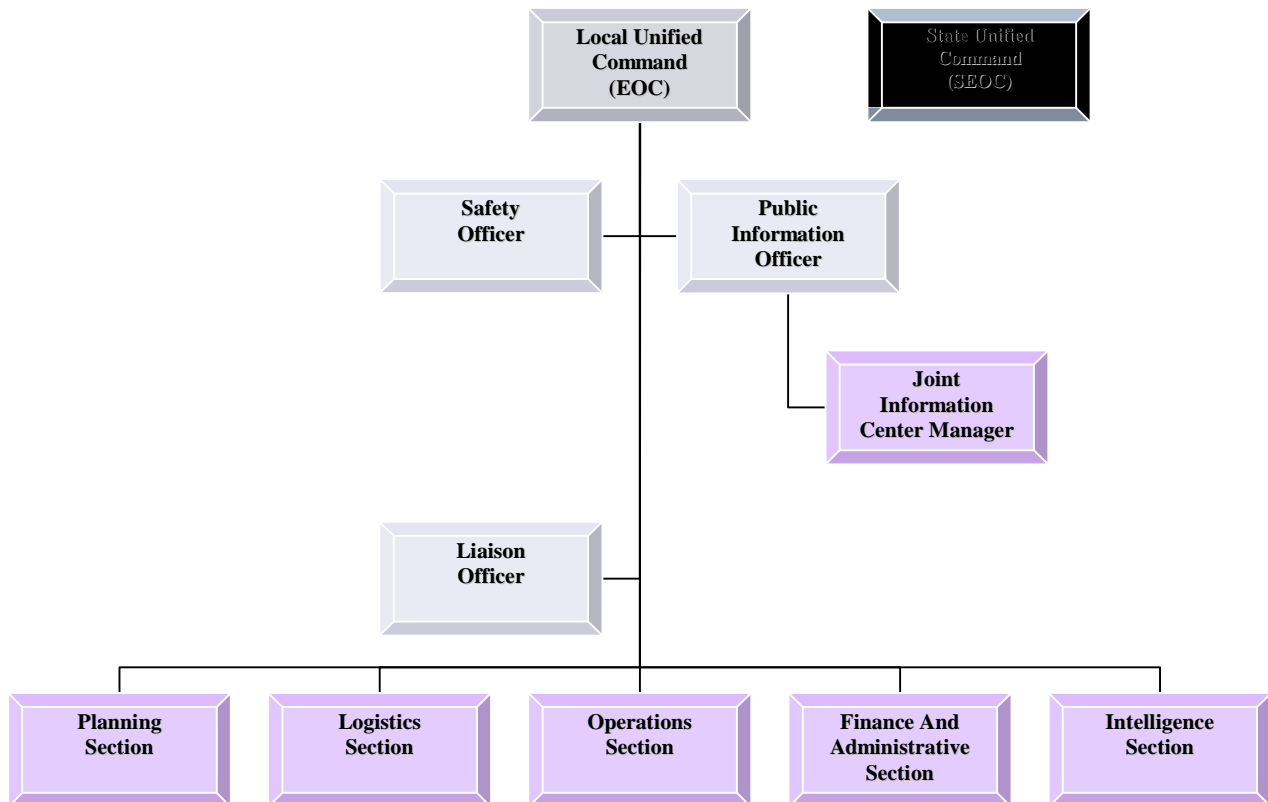 Local Unified
Command
(EOC)
State Unified
Command
(SEOC)
Safety
Officer
Public
Information
Officer
Joint
Information
Center Manager
Liaison
Officer
Planning
Section
Logistics
Section
Operations
Section
Finance And
Administrative
Section
Intelligence
Section